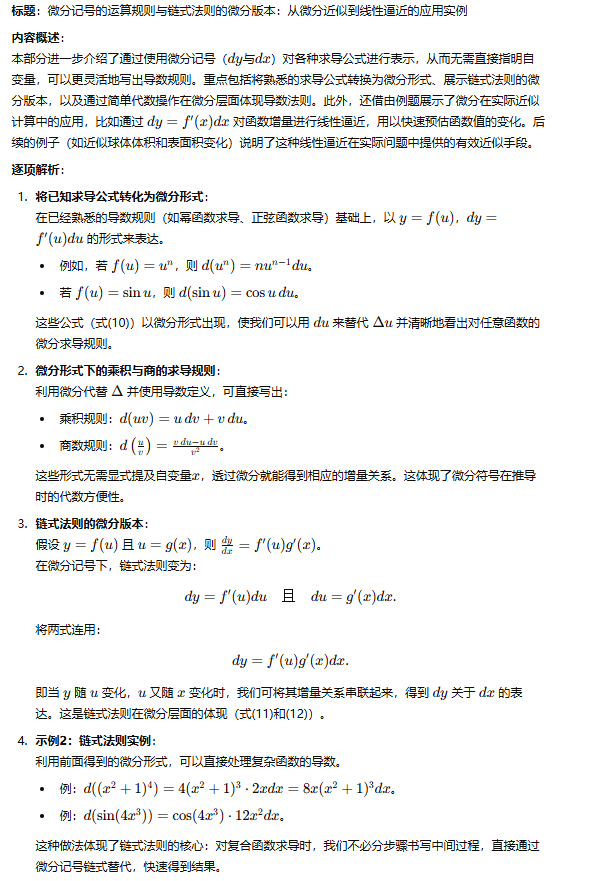 标题：微分记号的运算规则与链式法则的微分版本：从微分近似到线性逼近的应用实例
内容概述：
本部分进一步介绍了通过使用微分记号（dy与dx）对各种求导公式进行表示，从而无需直接指明自
变量，可以更灵活地写出导数规则。重点包括将熟悉的求导公式转换为微分形式、展示链式法则的微
分版本，以及通过简单代数操作在微分层面体现导数法则。此外，还借由例题展示了微分在实际近似
计算中的应用，比如通过 dy = f′(x)dx 对函数增量进行线性逼近，用以快速预估函数值的变化。后
续的例子（如近似球体体积和表面积变化）说明了这种线性逼近在实际问题中提供的有效近似手段。
逐项解析：
1. 将已知求导公式转化为微分形式：
在已经熟悉的导数规则（如幂函数求导、正弦函数求导）基础上，以 y = f(u)，dy =
f′(u)du 的形式来表达。
• 例如，若 f(u) = uⁿ，则 d(uⁿ) = nuⁿ⁻¹du。
• 若 f(u) = sin u，则 d(sin u) = cos u du。
这些公式（式(10)）以微分形式出现，使我们可以用 du 来替代 Δu 并清晰地看出对任意函数的
微分求导规则。
2. 微分形式下的乘积与商的求导规则：
利用微分代替 Δ 并使用导数定义，可直接写出：
• 乘积规则：d(uv) = u dv + v du。
• 商数规则：d(u/v) = (v du−u dv)/v²。
这些形式无需显式提及自变量x，透过微分就能得到相应的增量关系。这体现了微分符号在推导
时的代数方便性。
3. 链式法则的微分版本：
假设 y = f(u) 且 u = g(x)，则 dy/dx = f′(u)g′(x)。
在微分记号下，链式法则变为：
dy = f′(u)du 且 du = g′(x)dx.
将两式连用：
dy = f′(u)g′(x)dx.
即当 y 随 u 变化，u 又随 x 变化时，我们可将其增量关系串联起来，得到 dy 关于 dx 的表
达。这是链式法则在微分层面的体现（式(11)和(12)）。
4. 示例2：链式法则实例：
利用前面得到的微分形式，可以直接处理复杂函数的导数。
• 例：d((x² + 1)⁴) = 4(x² + 1)³ · 2xdx = 8x(x² + 1)³dx。
• 例：d(sin(4x³)) = cos(4x³) · 12x²dx。
这种做法体现了链式法则的核心：对复合函数求导时，我们不必分步骤书写中间过程，直接通过
微分记号链式替代，快速得到结果。